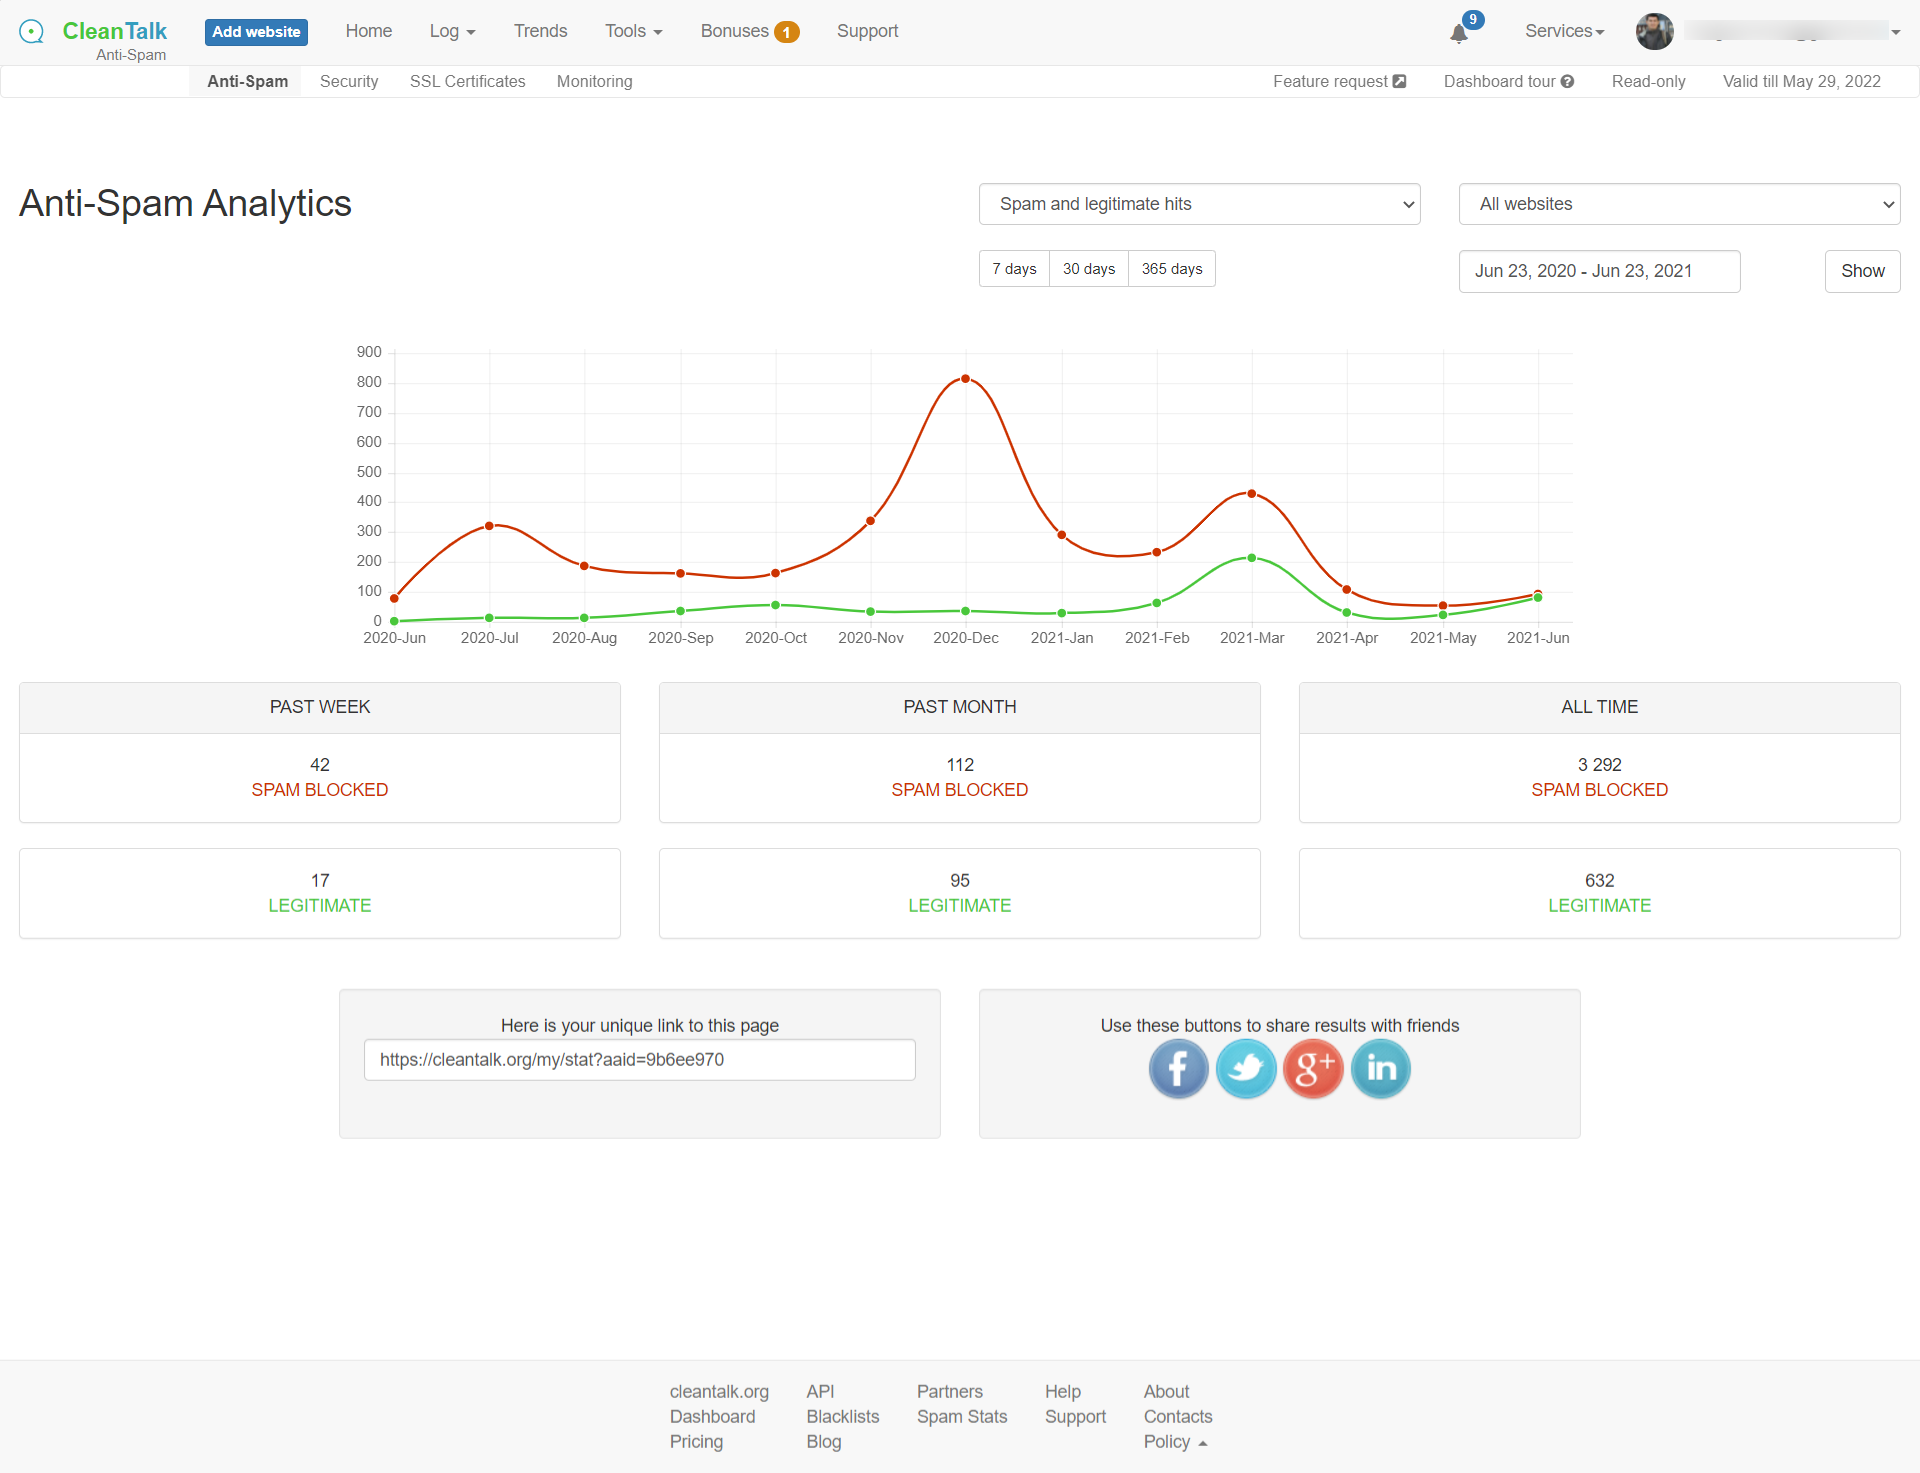 CleanTalk
Anti-Spam
Add website
Home
Log
Trends
Tools
Bonuses 1
Support
9
Services
Anti-Spam
Security
SSL Certificates
Monitoring
Feature request
Dashboard tour
Read-only
Valid till May 29, 2022
Anti-Spam Analytics
Spam and legitimate hits
All websites
7 days
30 days
365 days
Jun 23, 2020 - Jun 23, 2021
Show
900
800
700
600
500
400
300
200
100
0
2020-Jun 2020-Jul 2020-Aug 2020-Sep 2020-Oct 2020-Nov 2020-Dec 2021-Jan 2021-Feb 2021-Mar 2021-Apr 2021-May 2021-Jun
PAST WEEK
42
SPAM BLOCKED
17
LEGITIMATE
PAST MONTH
112
SPAM BLOCKED
95
LEGITIMATE
ALL TIME
3 292
SPAM BLOCKED
632
LEGITIMATE
Here is your unique link to this page
https://cleantalk.org/my/stat?aaid=9b6ee970
Use these buttons to share results with friends
f
g+
in
cleantalk.org
Dashboard
Pricing
API
Blacklists
Blog
Partners
Spam Stats
Help
Support
About
Contacts
Policy